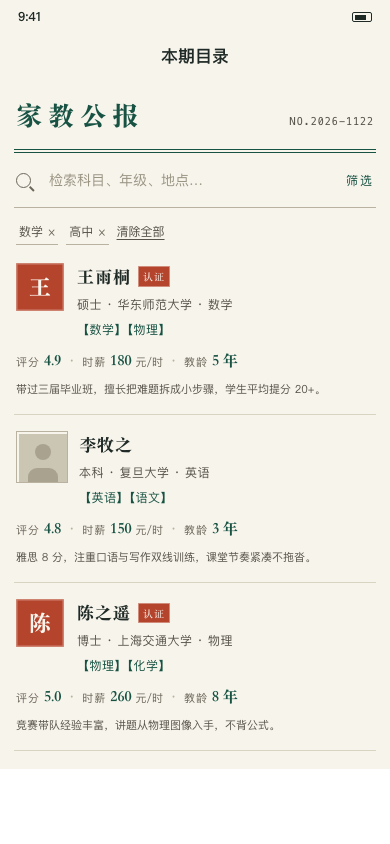 9:41
本期目录
家教公报
NO.2026-1122
检索科目、年级、地点...
筛选
数学 × 高中 × 清除全部
王
王雨桐 认证
硕士 · 华东师范大学 · 数学
【数学】【物理】
评分 4.9 · 时薪 180 元/时 · 教龄 5 年
带过三届毕业班，擅长把难题拆成小步骤，学生平均提分 20+。
李牧之
本科 · 复旦大学 · 英语
【英语】【语文】
评分 4.8 · 时薪 150 元/时 · 教龄 3 年
雅思 8 分，注重口语与写作双线训练，课堂节奏紧凑不拖沓。
陈
陈之遥 认证
博士 · 上海交通大学 · 物理
【物理】【化学】
评分 5.0 · 时薪 260 元/时 · 教龄 8 年
竞赛带队经验丰富，讲题从物理图像入手，不背公式。